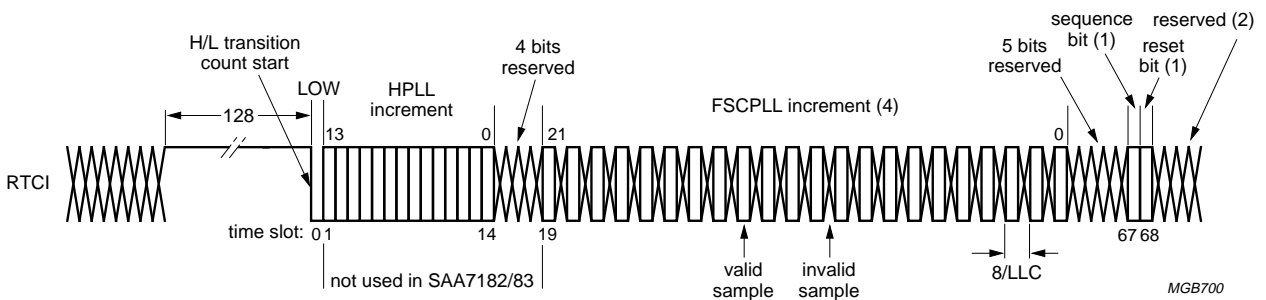 H/L transition
count start
LOW
128
13
HPLL
increment
0
4 bits
reserved
21
FSCPLL increment (4)
0
5 bits
reserved
sequence
bit (1)
reserved (2)
reset
bit (1)
RTCI
time slot:
0
1
14
19
67
68
not used in SAA7182/83
valid
sample
invalid
sample
8/LLC
MGB700